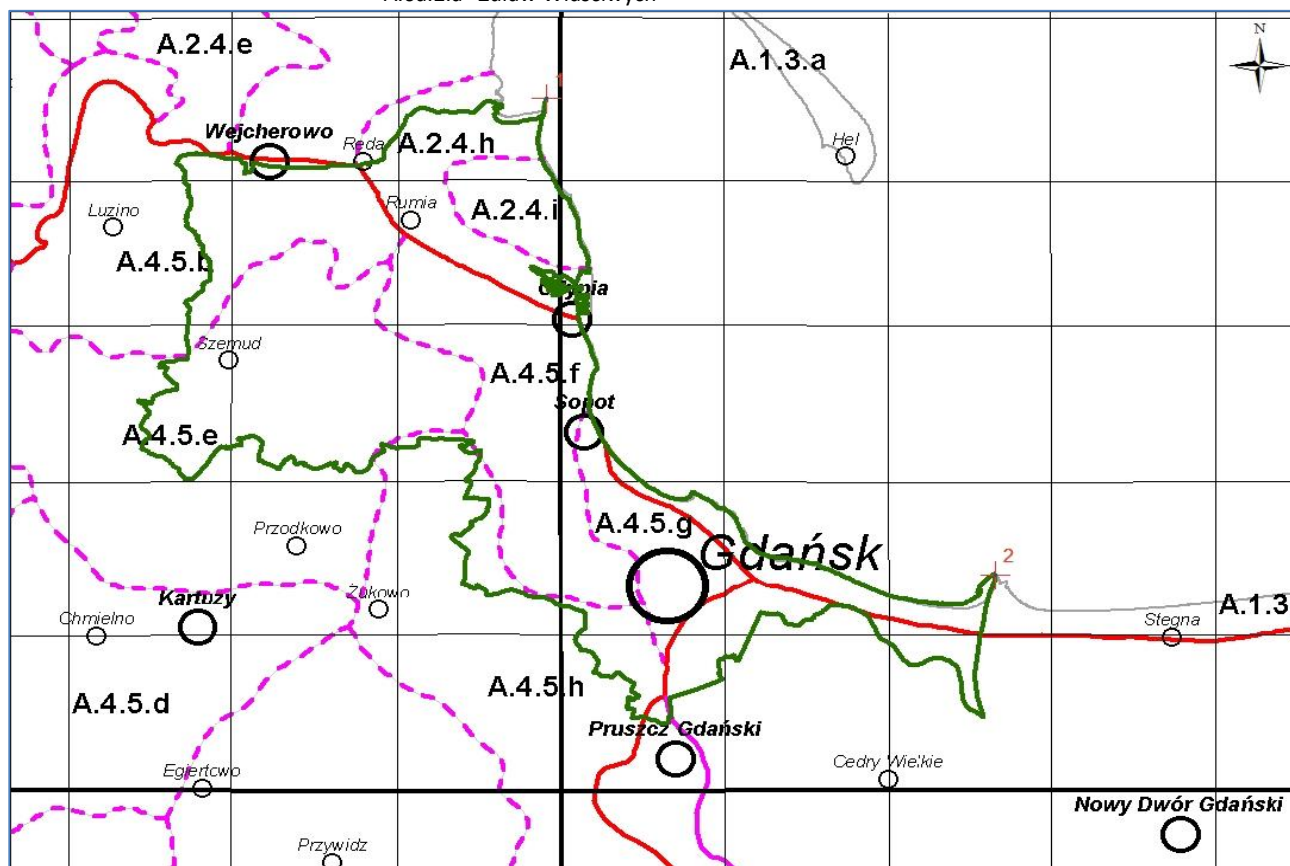 A.2.4.e
A.1.3.a
N
1
Wejcherowo
Reda
A.2.4.h
Hel
Luzino
Rumia
A.2.4.i
A.4.5.b
Gdynia
Szemud
A.4.5.f
Sopot
A.4.5.e
A.4.5.g
Przodkowo
Gdańsk
2
Kartuzy
Żukowo
Chmielno
A.1.3
Stegna
A.4.5.d
A.4.5.h
Pruszcz Gdański
Egiertowo
Cedry Wielkie
Nowy Dwór Gdański
Przywidz